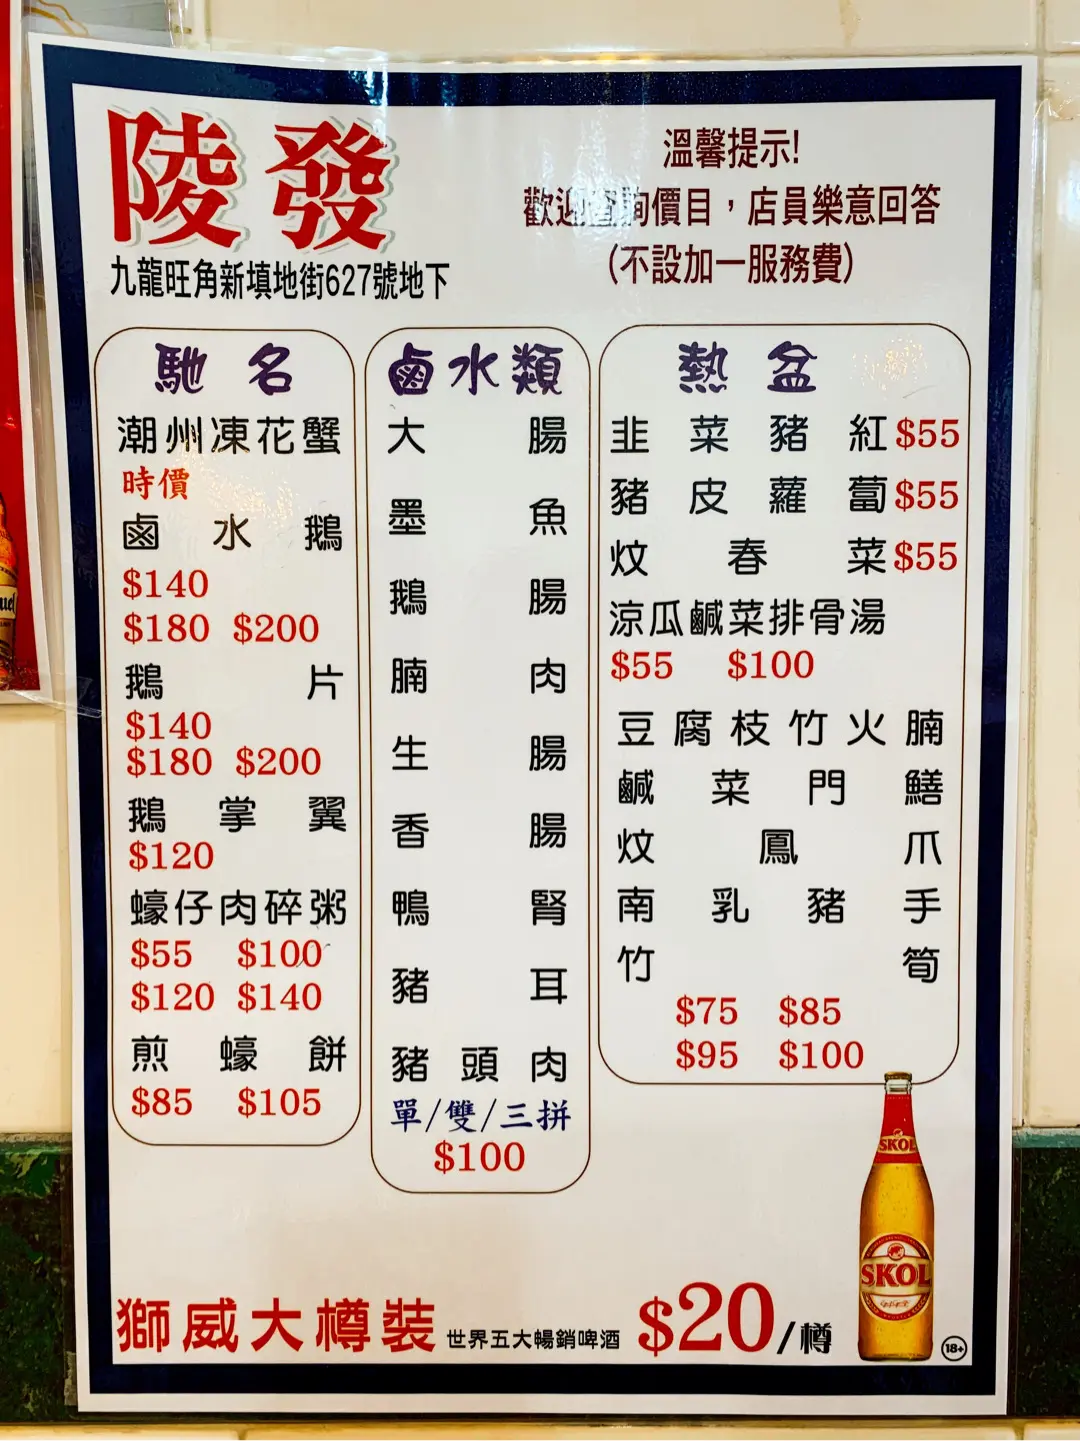 陵發
九龍旺角新填地街627號地下
溫馨提示!
歡迎查詢價目，店員樂意回答
(不設加一服務費)
馳名
潮州凍花蟹
時價
鹵水鵝
$140
$180 $200
鵝片
$140
$180 $200
鵝掌翼
$120
蠔仔肉碎粥
$55 $100
$120 $140
煎蠔餅
$85 $105
鹵水類
大腸
墨魚
鵝腸
腩肉
生腸
香腸
鴨腎
豬耳
豬頭肉
單/雙/三拼
$100
熱盆
韭菜豬紅$55
豬皮蘿蔔$55
炆春菜$55
涼瓜鹹菜排骨湯
$55 $100
豆腐枝竹火腩
鹹菜門鱔
炆鳳爪
南乳豬手
竹筍
$75 $85
$95 $100
獅威大樽裝 世界五大暢銷啤酒 $20/樽
SKOL
SKOL
18+